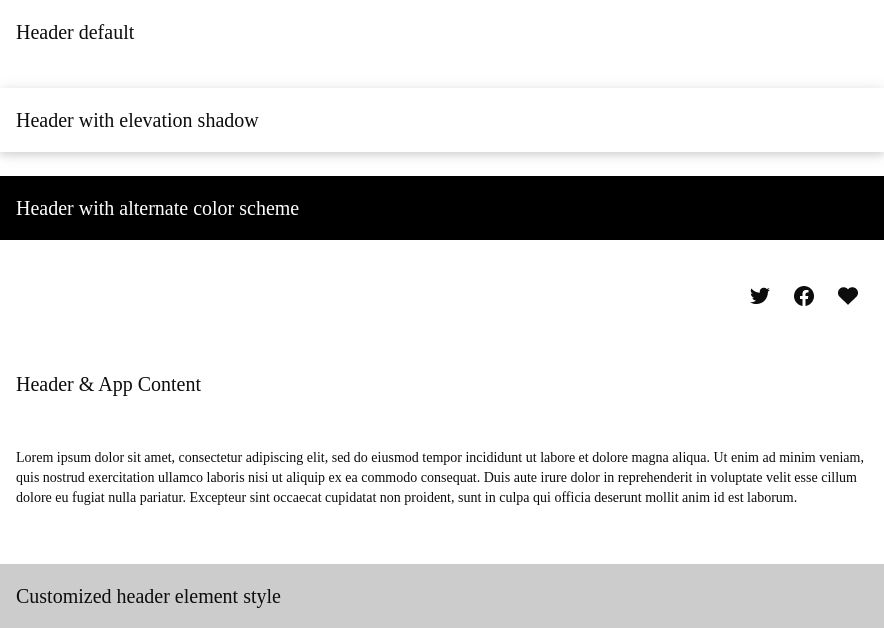 Header default
Header with elevation shadow
Header with alternate color scheme
Header & App Content
Lorem ipsum dolor sit amet, consectetur adipiscing elit, sed do eiusmod tempor incididunt ut labore et dolore magna aliqua. Ut enim ad minim veniam,
quis nostrud exercitation ullamco laboris nisi ut aliquip ex ea commodo consequat. Duis aute irure dolor in reprehenderit in voluptate velit esse cillum
dolore eu fugiat nulla pariatur. Excepteur sint occaecat cupidatat non proident, sunt in culpa qui officia deserunt mollit anim id est laborum.
Customized header element style